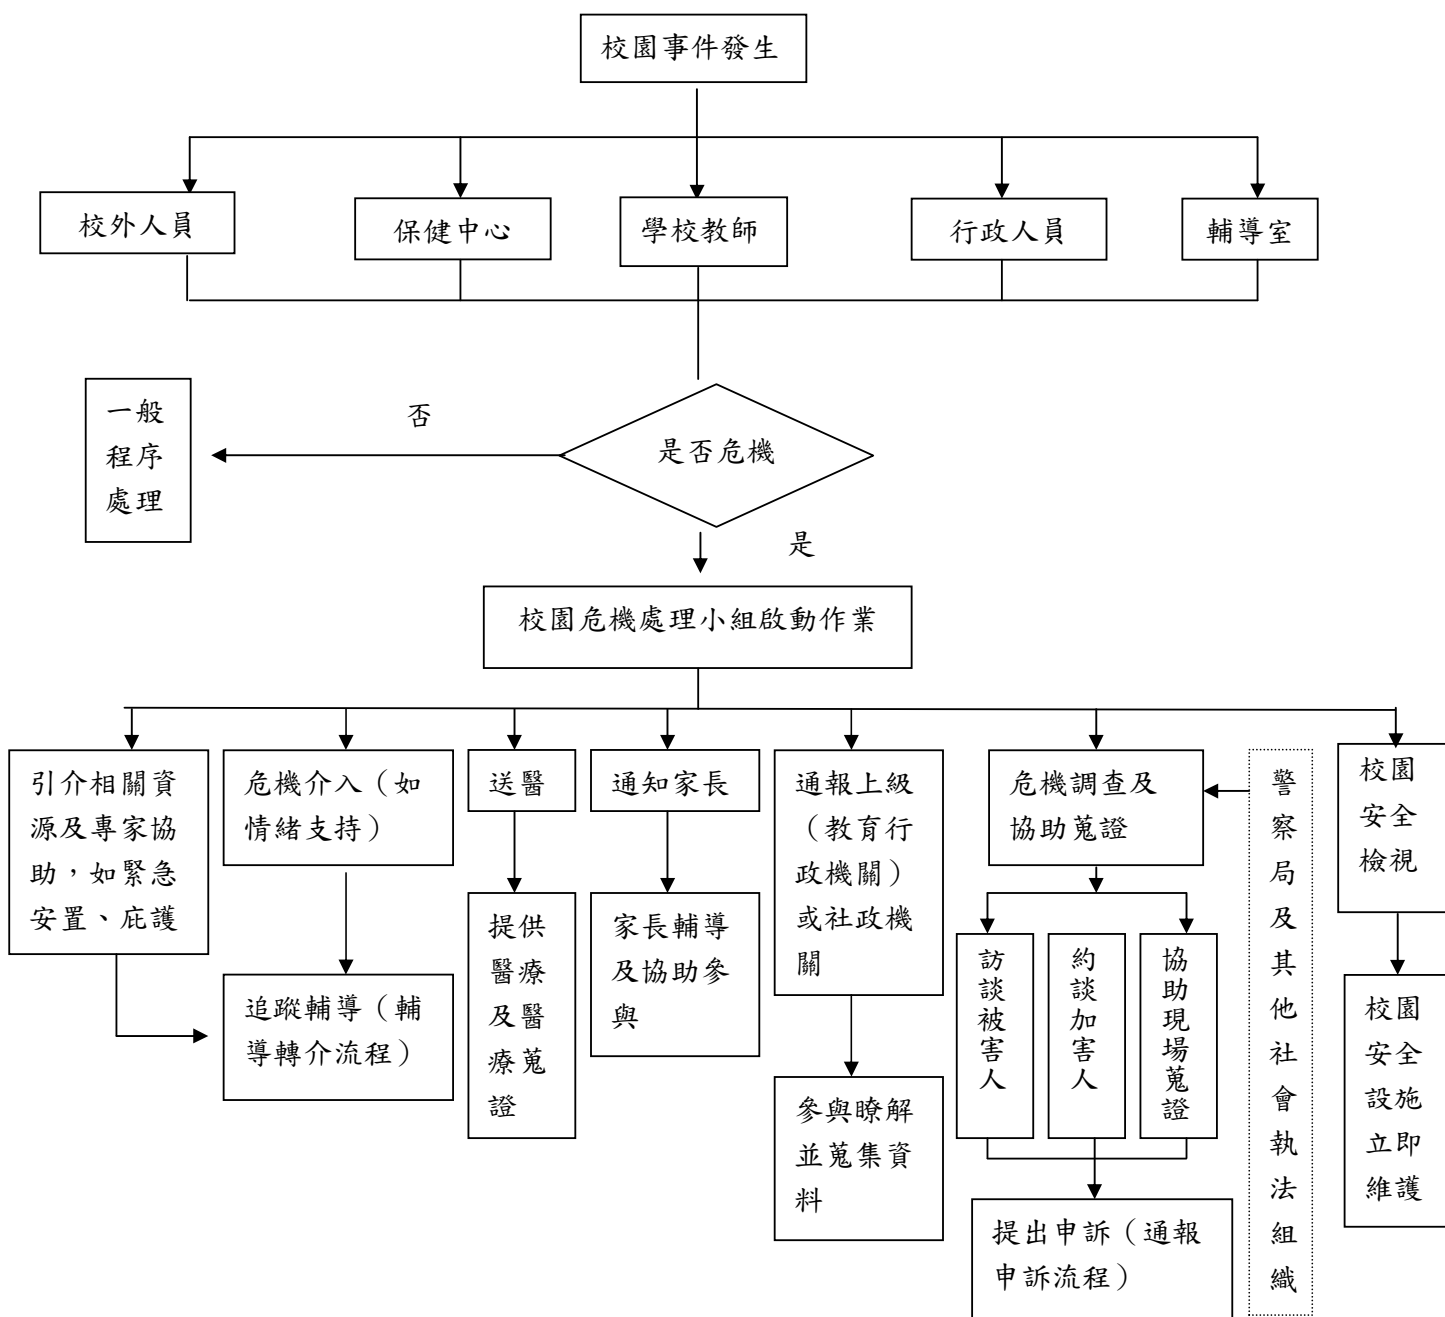 校園事件發生
校外人員
保健中心
學校教師
行政人員
輔導室
一般
程序
處理
否
是否危機
是
校園危機處理小組啟動作業
引介相關資
源及專家協
助，如緊急
安置、庇護
危機介入（如
情緒支持）
送醫
通知家長
通報上級
（教育行
政機關）
或社政機
關
危機調查及
協助蒐證
警察局及其他社會執法組織
校園
安全
檢視
追蹤輔導（輔
導轉介流程）
提供
醫療
及醫
療蒐
證
家長輔導
及協助參
與
參與瞭解
並蒐集資
料
訪談被害人
約談加害人
協助現場蒐證
提出申訴（通報
申訴流程）
校園
安全
設施
立即
維護